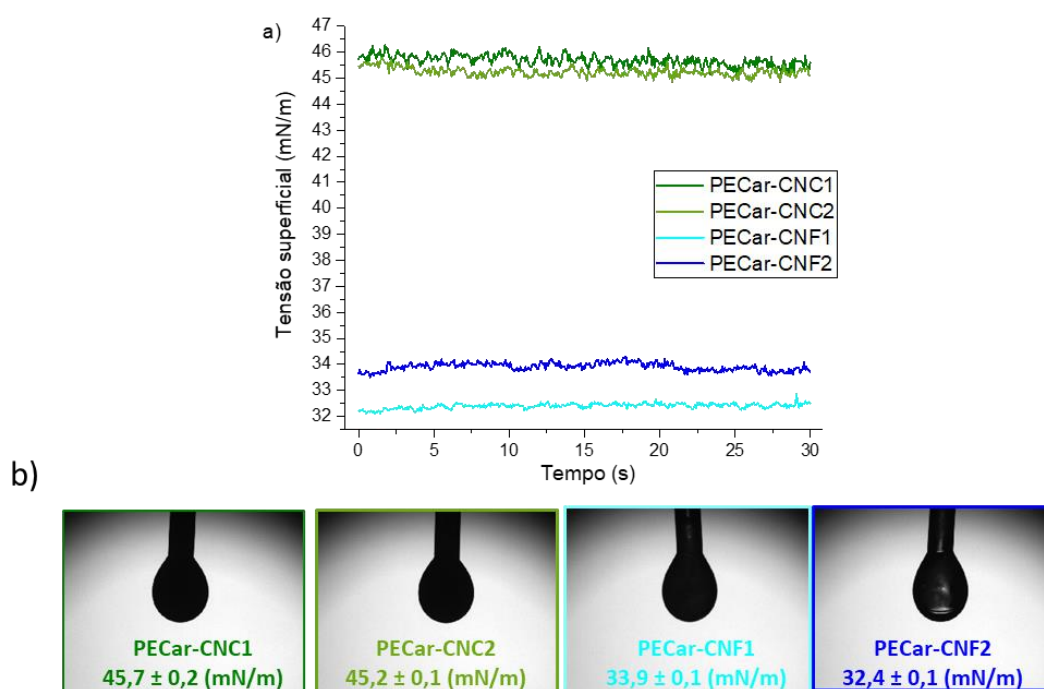 a)
Tensão superficial (mN/m)
47
46
45
44
43
42
41
40
39
38
37
36
35
34
33
32
PECar-CNC1
PECar-CNC2
PECar-CNF1
PECar-CNF2
0 5 10 15 20 25 30
Tempo (s)
b)
PECar-CNC1
45,7 ± 0,2 (mN/m)
PECar-CNC2
45,2 ± 0,1 (mN/m)
PECar-CNF1
33,9 ± 0,1 (mN/m)
PECar-CNF2
32,4 ± 0,1 (mN/m)